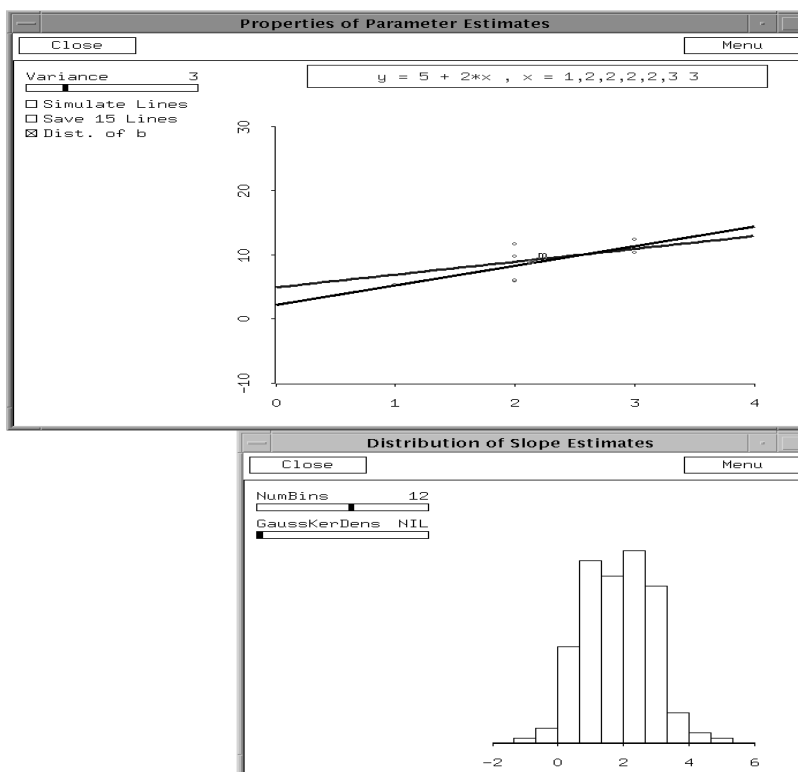 Properties of Parameter Estimates
Close
Menu
Variance 3
y = 5 + 2*x , x = 1,2,2,2,2,3 3
Simulate Lines
Save 15 Lines
Dist. of b
30
20
10
0
-10
0 1 2 3 4
Distribution of Slope Estimates
Close
Menu
NumBins 12
GaussKerDens NIL
-2 0 2 4 6